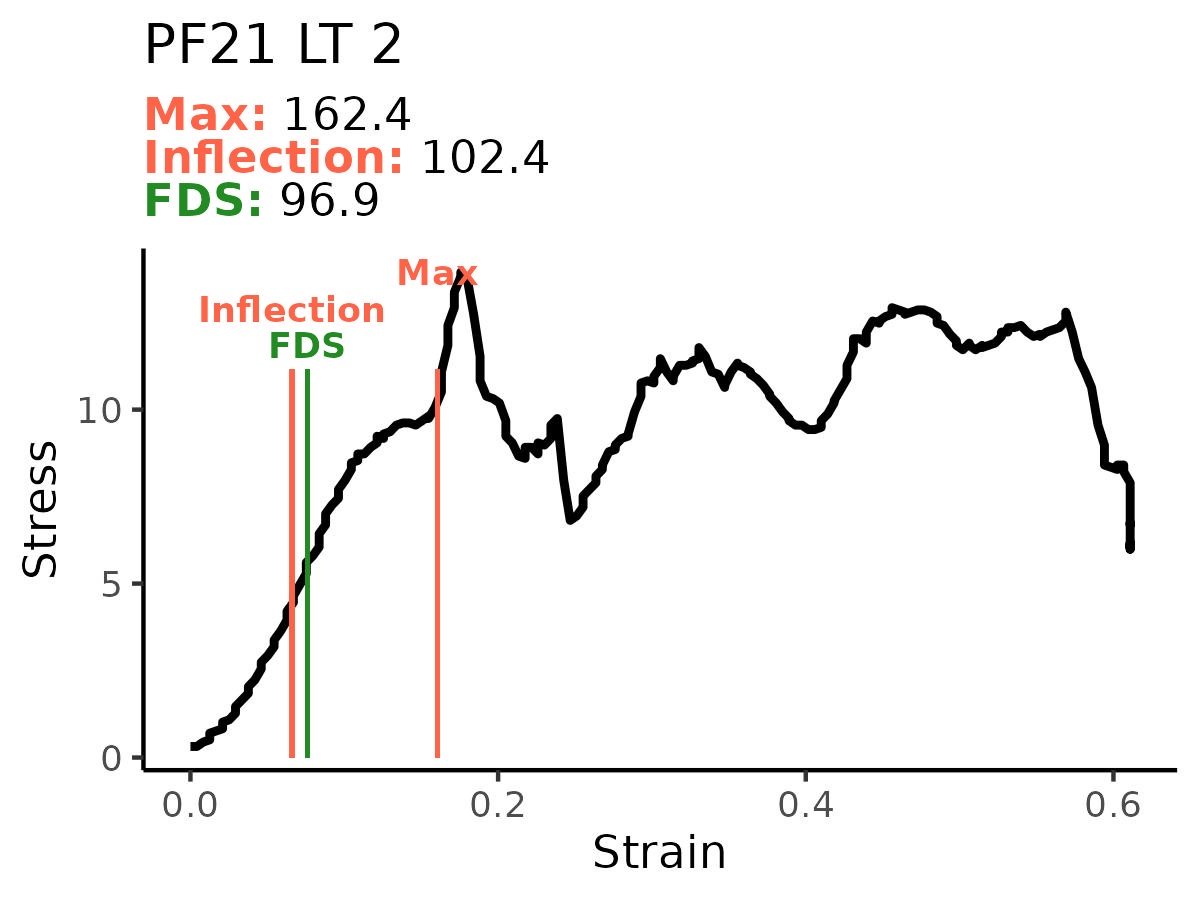 PF21 LT 2
Max: 162.4
Inflection: 102.4
FDS: 96.9
Max
Inflection
FDS
10
5
0
Stress
0.0 0.2 0.4 0.6
Strain